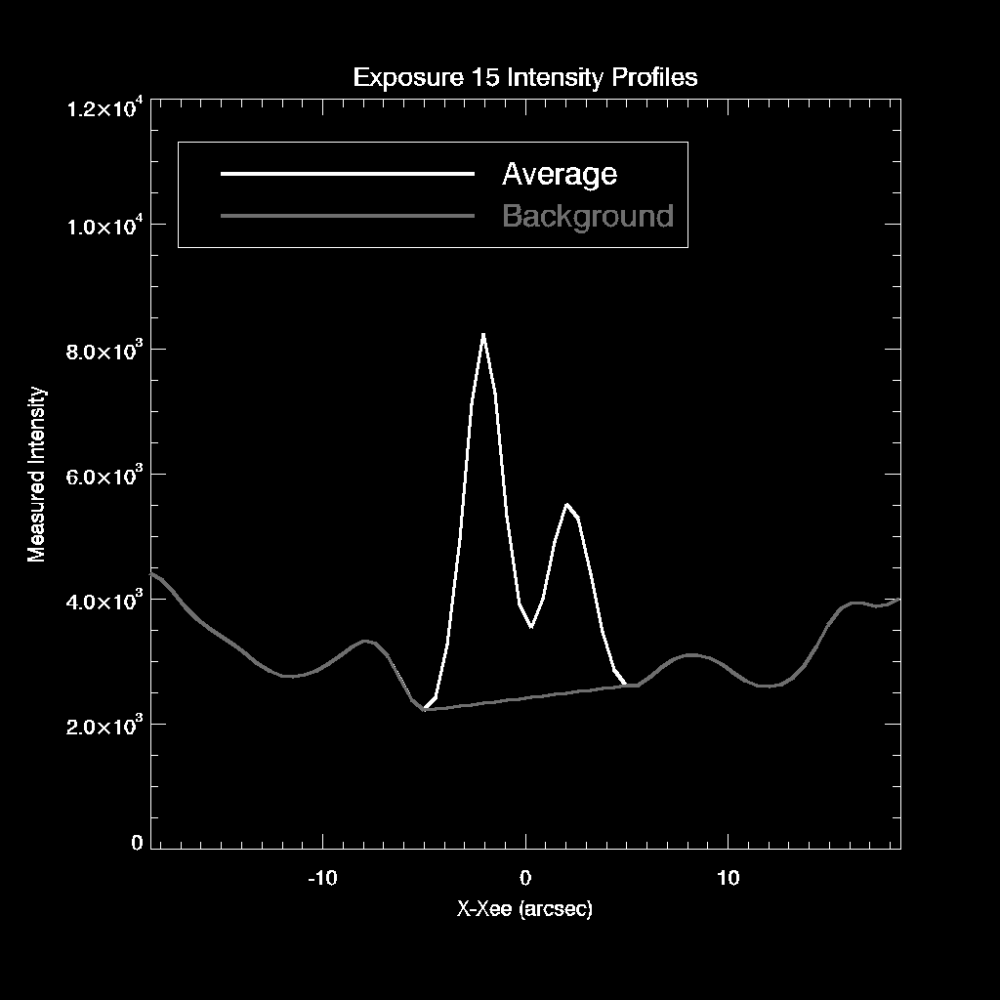 Exposure 15 Intensity Profiles
1.2×10⁴
Average
Background
1.0×10⁴
8.0×10³
6.0×10³
4.0×10³
2.0×10³
0
Measured Intensity
-10 0 10
X-Xee (arcsec)